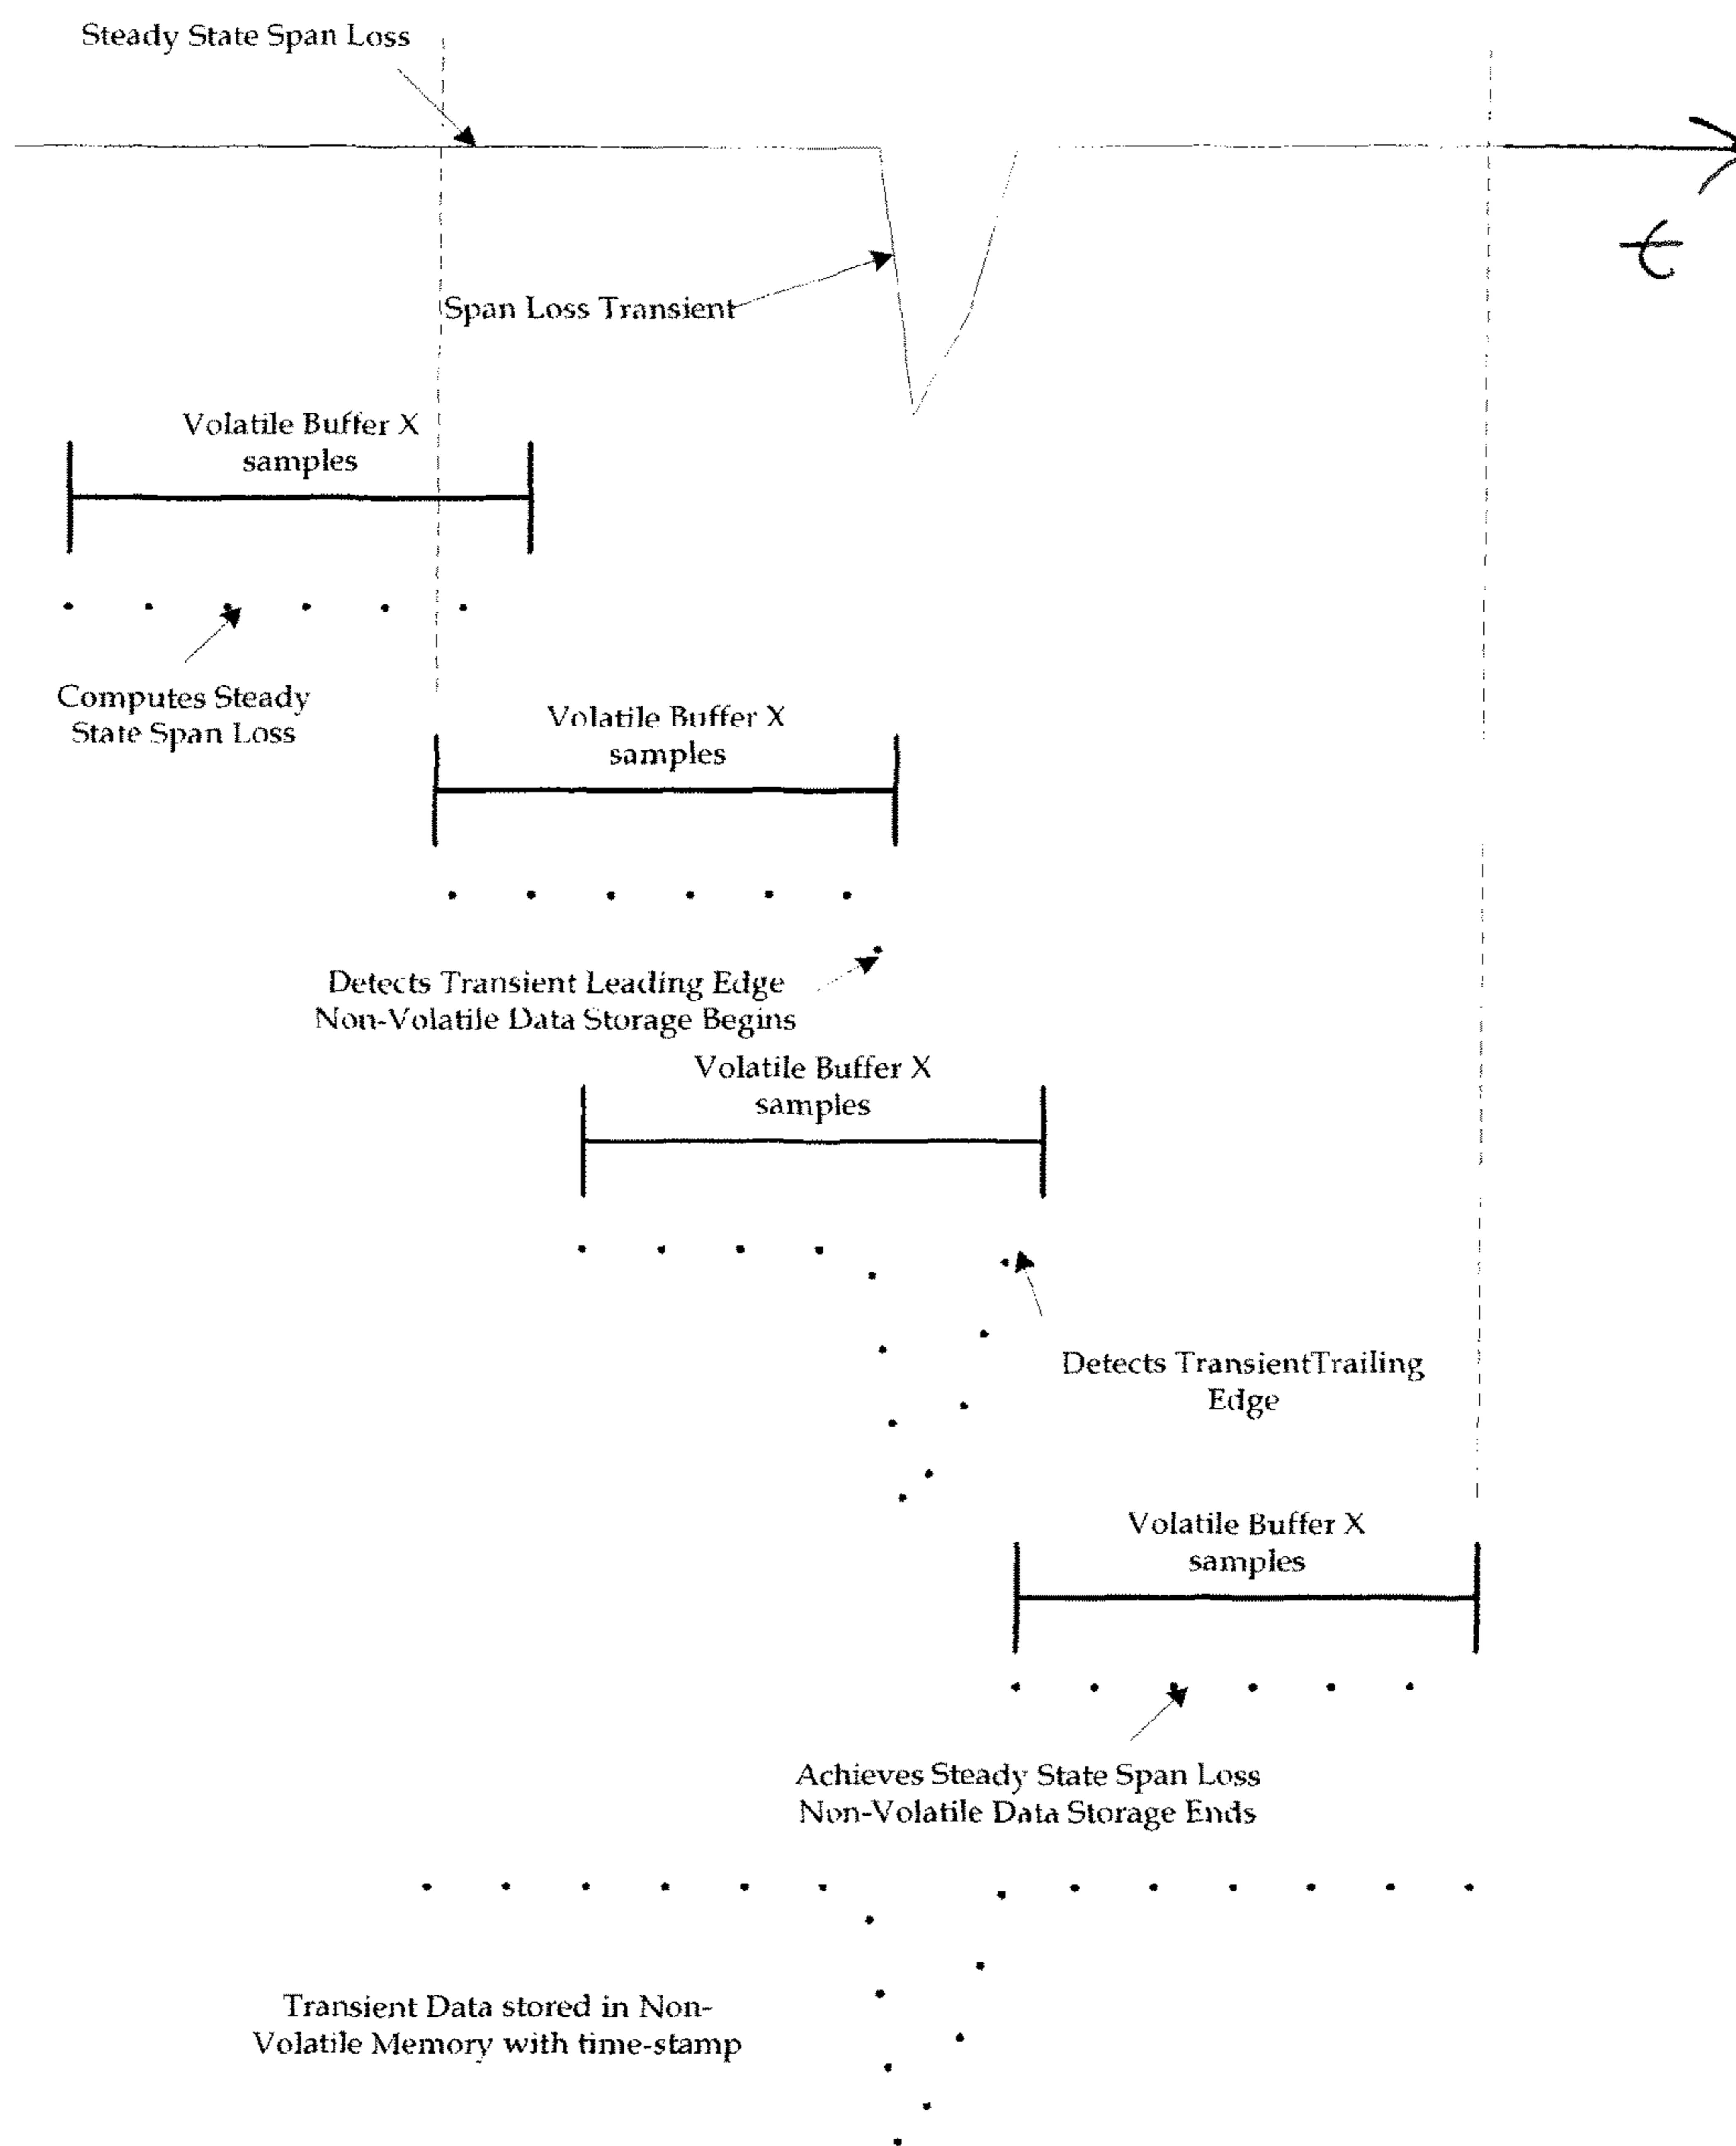 Steady State Span Loss
t
Span Loss Transient
Volatile Buffer X
samples
Computes Steady
State Span Loss
Volatile Buffer X
samples
Detects Transient Leading Edge
Non-Volatile Data Storage Begins
Volatile Buffer X
samples
Detects TransientTrailing
Edge
Volatile Buffer X
samples
Achieves Steady State Span Loss
Non-Volatile Data Storage Ends
Transient Data stored in Non-
Volatile Memory with time-stamp